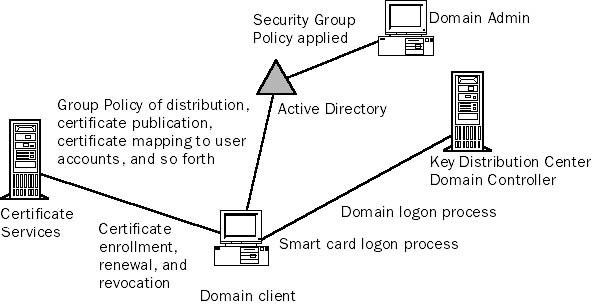 Security Group
Policy applied
Domain Admin
Group Policy of distribution,
certificate publication,
certificate mapping to user
accounts, and so forth
Active Directory
Key Distribution Center
Domain Controller
Certificate
Services
Domain logon process
Certificate
enrollment,
renewal, and
revocation
Smart card logon process
Domain client